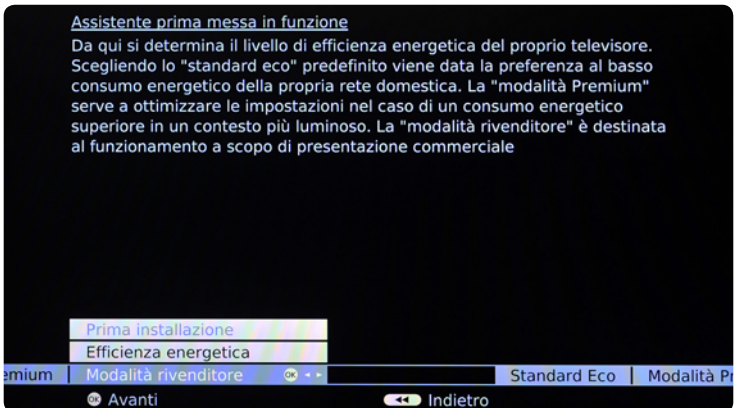 Assistente prima messa in funzione
Da qui si determina il livello di efficienza energetica del proprio televisore.
Scegliendo lo "standard eco" predefinito viene data la preferenza al basso
consumo energetico della propria rete domestica. La "modalità Premium"
serve a ottimizzare le impostazioni nel caso di un consumo energetico
superiore in un contesto più luminoso. La "modalità rivenditore" è destinata
al funzionamento a scopo di presentazione commerciale
Prima installazione
Efficienza energetica
emium Modalità rivenditore OK Standard Eco Modalità Pr
OK Avanti Indietro